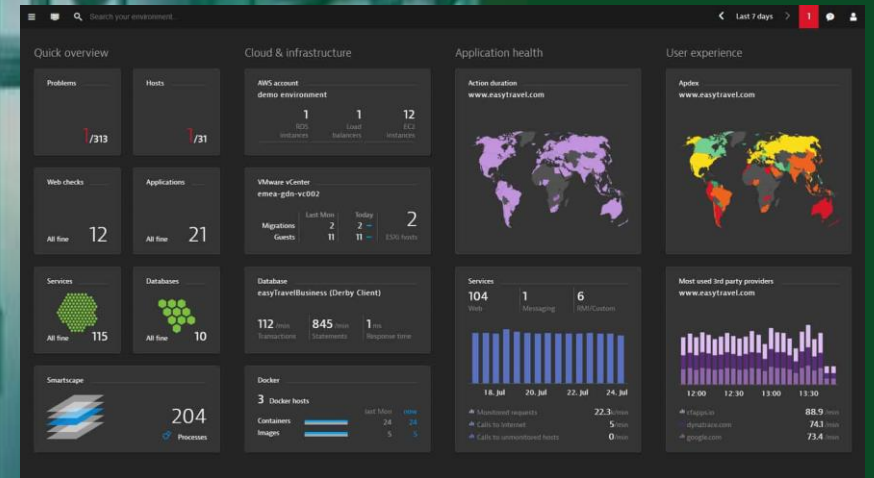 Search your environment...
Last 7 days
1
Quick overview
Cloud & infrastructure
Application health
User experience
Problems
1/313
Hosts
1/31
AWS account
demo environment
1
RDS
instances
1
Load
balancers
12
EC2
instances
Action duration
www.easytravel.com
Apdex
www.easytravel.com
Web checks
All fine 12
Applications
All fine 21
VMware vCenter
emea-gdn-vc002
Last Mon Today
Migrations 2 2
Guests 11 11
2
ESXi hosts
Services
All fine 115
Databases
All fine 10
Database
easyTravelBusiness (Derby Client)
112 /min
Transactions
845 /min
Statements
1 ms
Response time
Services
104
Web
1
Messaging
6
RMI/Custom
18. Jul 20. Jul 22. Jul 24. Jul
Monitored requests 22.3k/min
Calls to Internet 5/min
Calls to unmonitored hosts 0/min
Most used 3rd party providers
www.easytravel.com
12:00 12:30 13:00 13:30
cfapps.io 88.9 /min
dynatrace.com 74.1 /min
google.com 73.4 /min
Smartscape
204
Processes
Docker
3 Docker hosts
last Mon now
Containers 24 24
Images 5 5